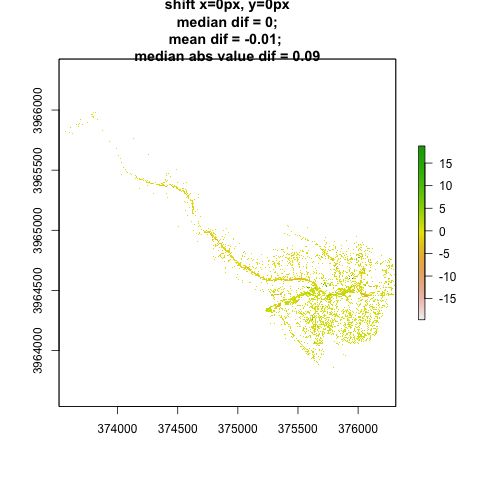 shift x=0px, y=0px
median dif = 0;
mean dif = -0.01;
median abs value dif = 0.09
3966000
3965500
3965000
3964500
3964000
374000 374500 375000 375500 376000
15
10
5
0
-5
-10
-15